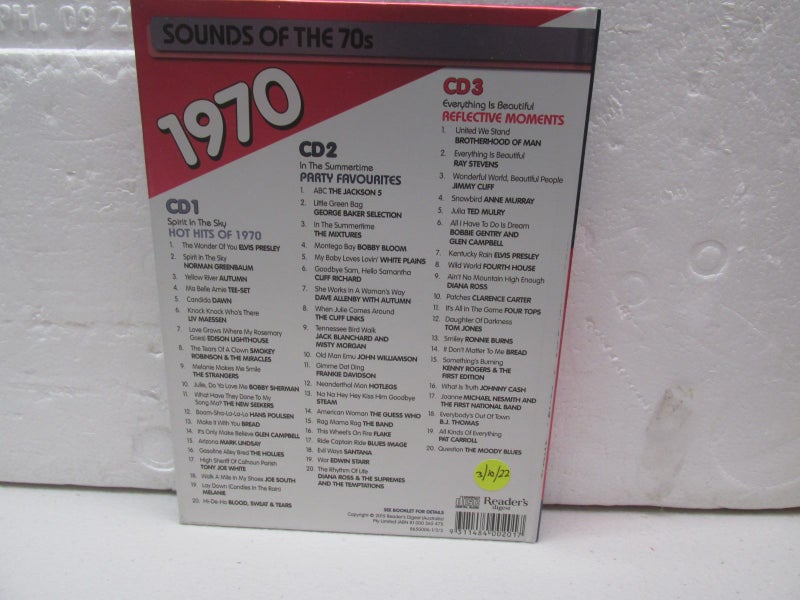 PH. 09 2
SOUNDS OF THE 70s
1970
CD1
Spirit In The Sky
HOT HITS OF 1970
1. The Wonder Of You ELVIS PRESLEY
2. Spirit In The Sky
NORMAN GREENBAUM
3. Yellow River AUTUMN
4. Ma Belle Amie TEE-SET
5. Candida DAWN
6. Knock Knock Who's There
LIV MAESSEN
7. Love Grows (Where My Rosemary
Goes) EDISON LIGHTHOUSE
8. The Tears Of A Clown SMOKEY
ROBINSON & THE MIRACLES
9. Melanie Makes Me Smile
THE STRANGERS
10. Julie, Do Ya Love Me BOBBY SHERMAN
11. What Have They Done To My
Song Ma? THE NEW SEEKERS
12. Boom-Sha-La-La-Lo HANS POULSEN
13. Make It With You BREAD
14. It's Only Make Believe GLEN CAMPBELL
15. Arizona MARK LINDSAY
16. Gasoline Alley Bred THE HOLLIES
17. High Sheriff Of Calhoun Parish
TONY JOE WHITE
18. Walk A Mile In My Shoes JOE SOUTH
19. Lay Down (Candles In The Rain)
MELANIE
20. Hi-De-Ho BLOOD, SWEAT & TEARS
CD2
In The Summertime
PARTY FAVOURITES
1. ABC THE JACKSON 5
2. Little Green Bag
GEORGE BAKER SELECTION
3. In The Summertime
THE MIXTURES
4. Montego Bay BOBBY BLOOM
5. My Baby Loves Lovin' WHITE PLAINS
6. Goodbye Sam, Hello Samantha
CLIFF RICHARD
7. She Works In A Woman's Way
DAVE ALLENBY WITH AUTUMN
8. When Julie Comes Around
THE CUFF LINKS
9. Tennessee Bird Walk
JACK BLANCHARD AND
MISTY MORGAN
10. Old Man Emu JOHN WILLIAMSON
11. Gimme Dat Ding
FRANKIE DAVIDSON
12. Neanderthal Man HOTLEGS
13. Na Na Hey Hey Kiss Him Goodbye
STEAM
14. American Woman THE GUESS WHO
15. Rag Mama Rag THE BAND
16. This Wheel's On Fire FLAKE
17. Ride Captain Ride BLUES IMAGE
18. Evil Ways SANTANA
19. War EDWIN STARR
20. The Rhythm Of Life
DIANA ROSS & THE SUPREMES
AND THE TEMPTATIONS
CD3
Everything Is Beautiful
REFLECTIVE MOMENTS
1. United We Stand
BROTHERHOOD OF MAN
2. Everything Is Beautiful
RAY STEVENS
3. Wonderful World, Beautiful People
JIMMY CLIFF
4. Snowbird ANNE MURRAY
5. Julia TED MULRY
6. All I Have To Do Is Dream
BOBBIE GENTRY AND
GLEN CAMPBELL
7. Kentucky Rain ELVIS PRESLEY
8. Wild World FOURTH HOUSE
9. Ain't No Mountain High Enough
DIANA ROSS
10. Patches CLARENCE CARTER
11. It's All In The Game FOUR TOPS
12. Daughter Of Darkness
TOM JONES
13. Smiley RONNIE BURNS
14. It Don't Matter To Me BREAD
15. Something's Burning
KENNY ROGERS & THE
FIRST EDITION
16. What Is Truth JOHNNY CASH
17. Joanne MICHAEL NESMITH AND
THE FIRST NATIONAL BAND
18. Everybody's Out Of Town
B.J. THOMAS
19. All Kinds Of Everything
PAT CARROLL
20. Question THE MOODY BLUES
3/10/22
SEE BOOKLET FOR DETAILS
Copyright © 2010 Reader's Digest (Australia)
Pty Limited (ABN 81 000 565 471)
Reader's
digest